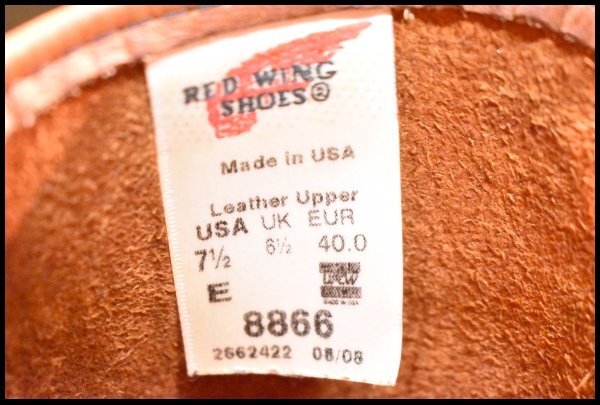 RED WING
SHOES®
Made in USA
Leather Upper
USA UK EUR
7½ 6½ 40.0
E
8866
2662422 08/08